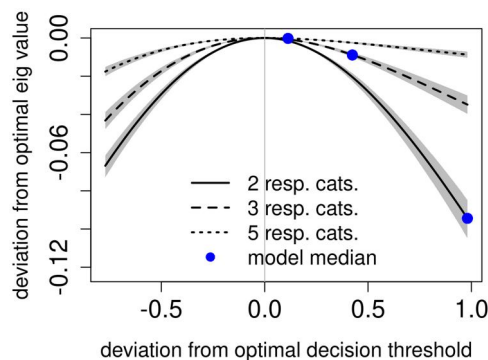 deviation from optimal eig value
0.00
-0.06
-0.12
2 resp. cats.
3 resp. cats.
5 resp. cats.
model median
-0.5 0.0 0.5 1.0
deviation from optimal decision threshold